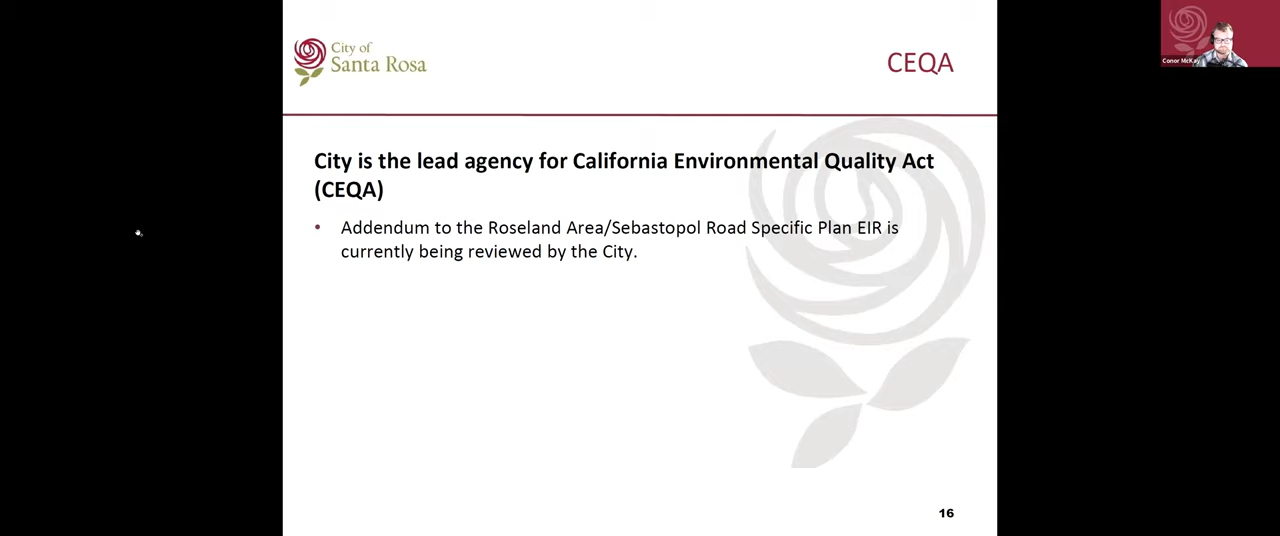 City of
Santa Rosa
CEQA
Conor McKay
City is the lead agency for California Environmental Quality Act
(CEQA)
• Addendum to the Roseland Area/Sebastopol Road Specific Plan EIR is
currently being reviewed by the City.
16